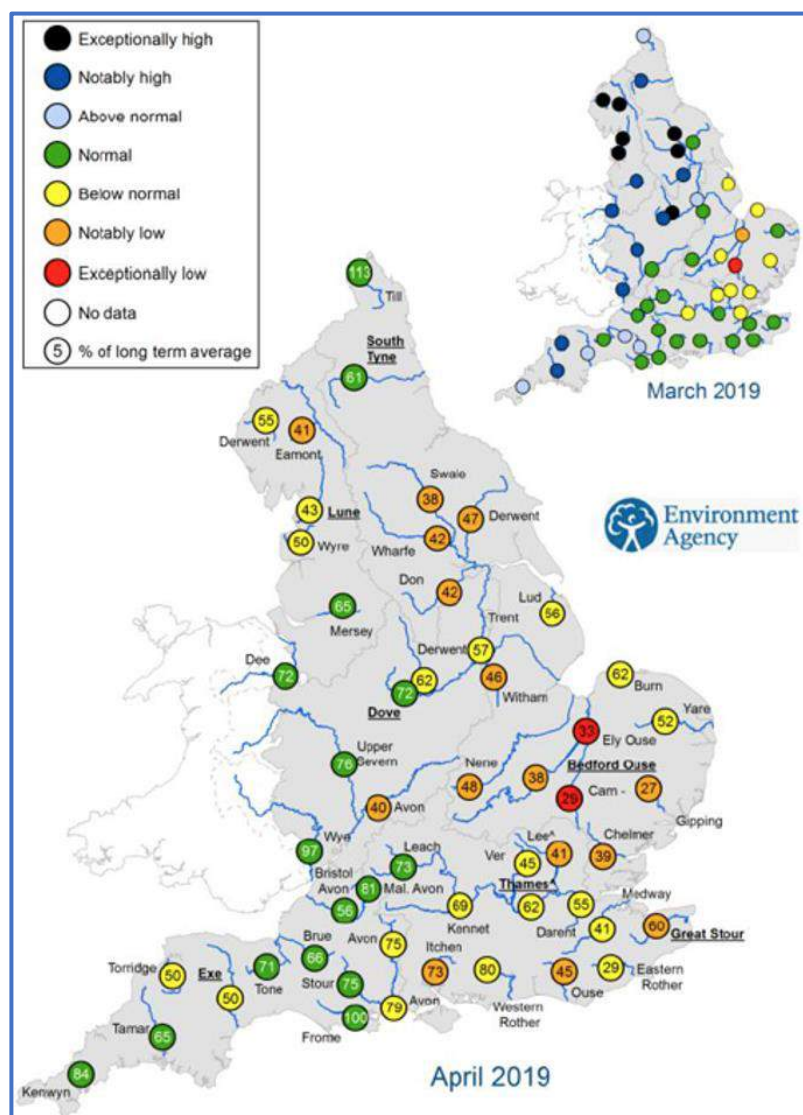 Exceptionally high
Notably high
Above normal
Normal
Below normal
Notably low
Exceptionally low
No data
5 % of long term average
March 2019
Environment
Agency
113
Till
South
Tyne
61
55
Derwent
41
Eamont
Swale
38
43
Lune
47
Derwent
50
Wyre
42
Wharfe
Don
42
Lud
56
65
Mersey
Trent
Derwent
57
Dee
72
62
72
46
Witham
62
Burn
Dove
Yare
52
33
Ely Ouse
Upper
Severn
76
Nene
48
38
Bedford Ouse
29
Cam -
27
Gipping
40
Avon
Wye
97
Leach
73
Ver
45
Lee^
41
Chelmer
39
Bristol
Avon
81
Mal. Avon
Thames^
62
Medway
56
69
Kennet
55
Darent
41
60
Great Stour
Brue
66
Avon
75
Itchen
73
80
Western
Rother
45
Ouse
29
Eastern
Rother
Torridge
50
Exe
50
71
Tone
Stour
75
79
Avon
Tamar
65
Frome
100
84
Kenwyn
April 2019